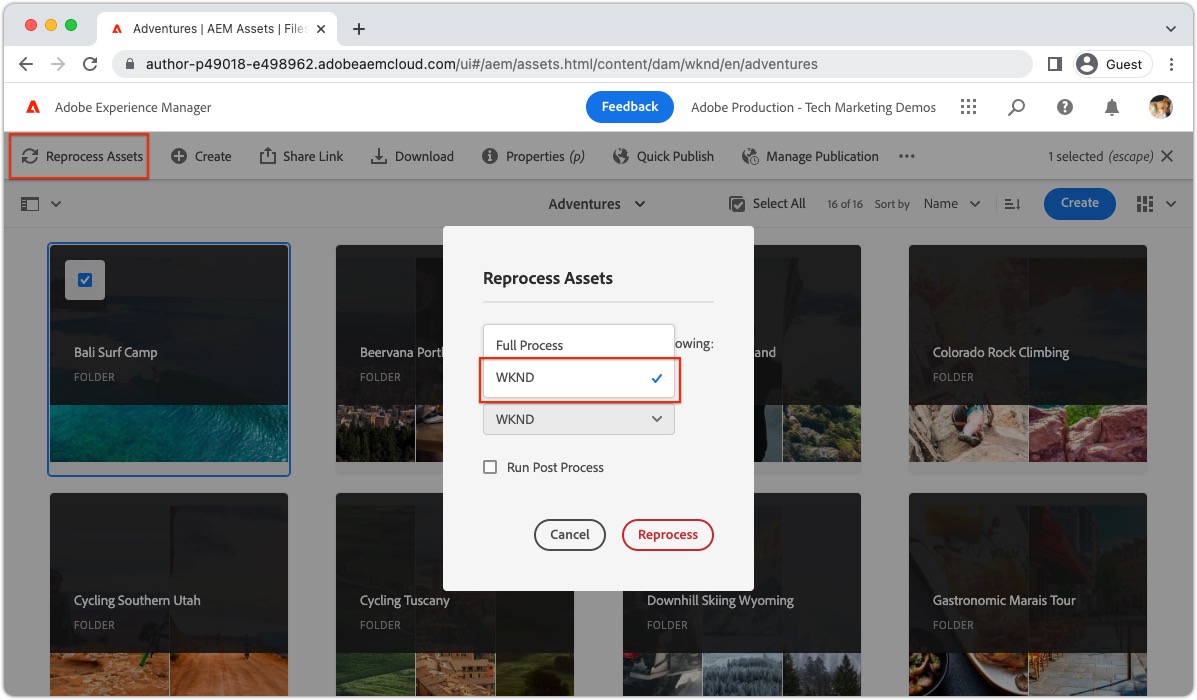 Adventures | AEM Assets | Files
author-p49018-e498962.adobeaemcloud.com/ui#/aem/assets.html/content/dam/wknd/en/adventures
Guest
Adobe Experience Manager
Feedback
Adobe Production - Tech Marketing Demos
Reprocess Assets
Create
Share Link
Download
Properties (p)
Quick Publish
Manage Publication
1 selected (escape)
Adventures
Select All
16 of 16
Sort by
Name
Create
Reprocess Assets
Full Process
owing:
WKND
WKND
Run Post Process
Cancel
Reprocess
Bali Surf Camp
FOLDER
Beervana Port
FOLDER
and
Colorado Rock Climbing
FOLDER
Cycling Southern Utah
FOLDER
Cycling Tuscany
FOLDER
Downhill Skiing Wyoming
FOLDER
Gastronomic Marais Tour
FOLDER